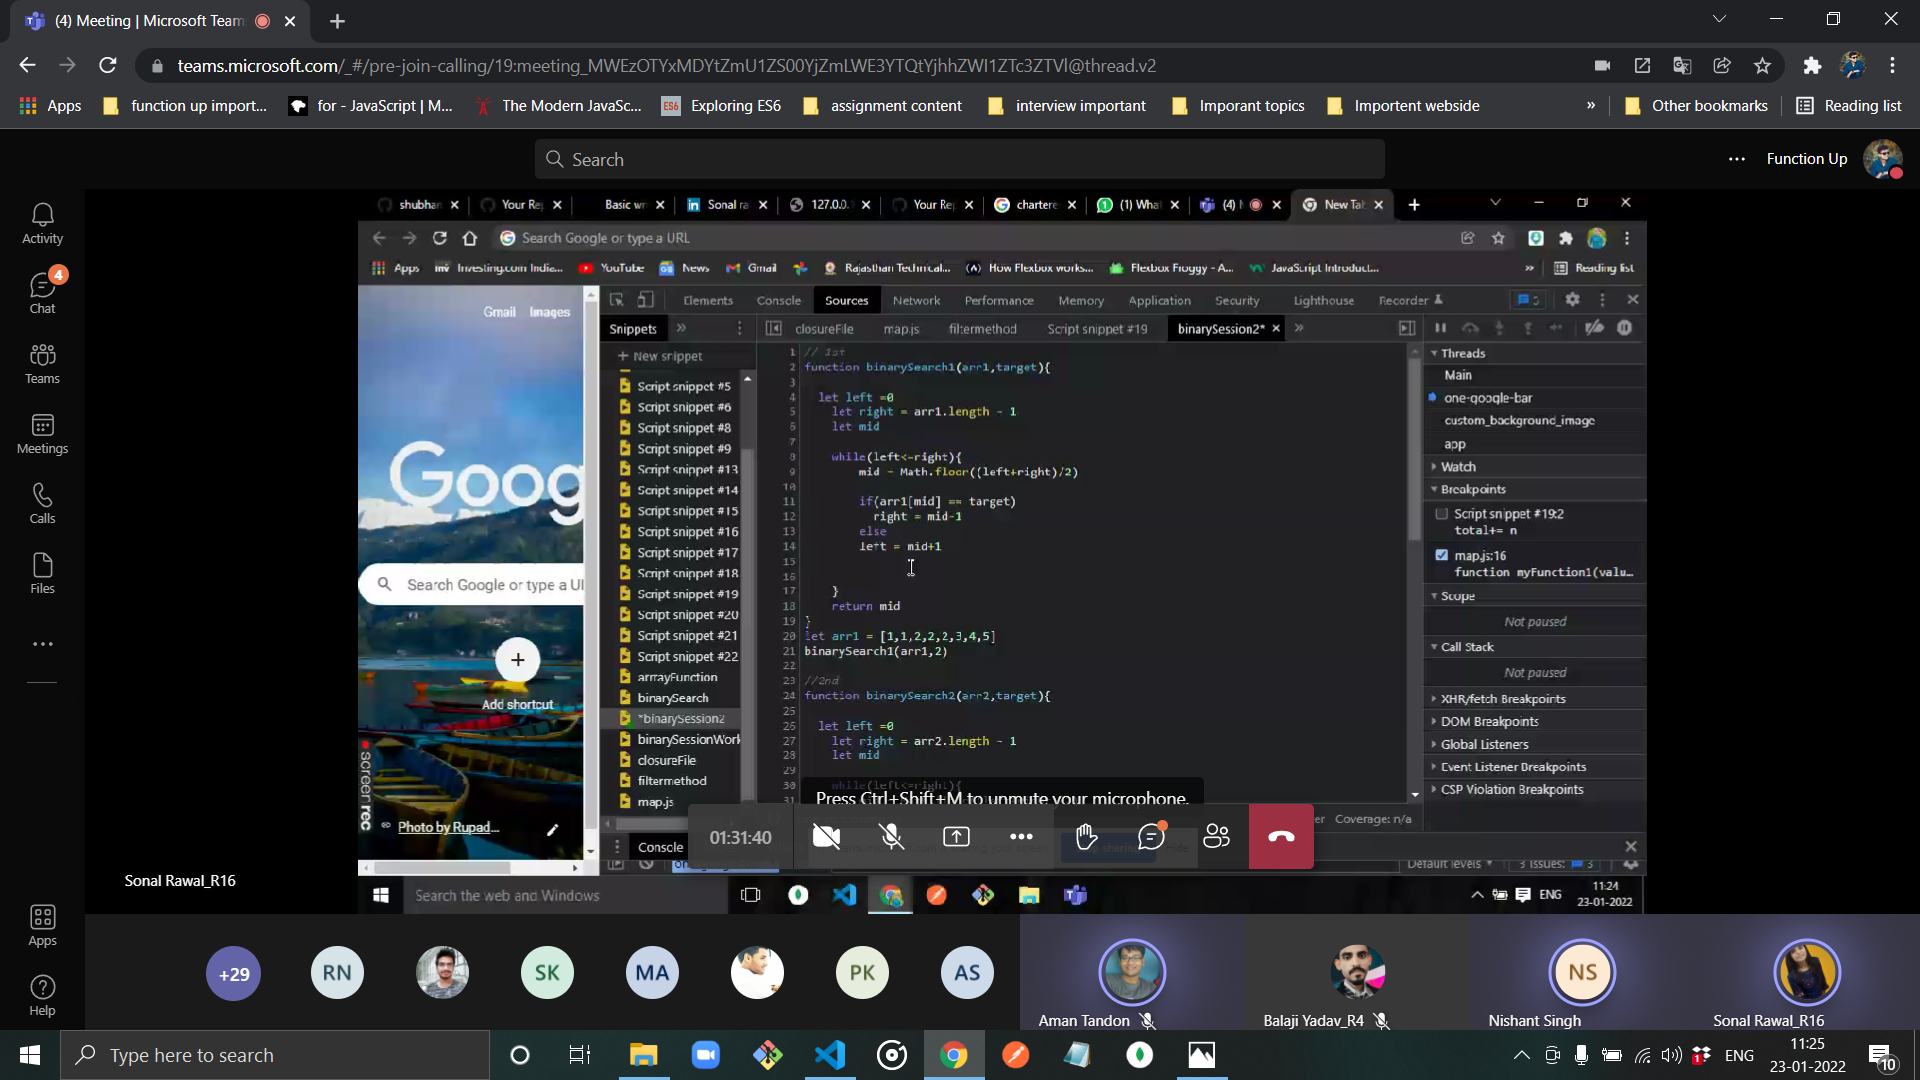 (4) Meeting | Microsoft Team
teams.microsoft.com/_#/pre-join-calling/19:meeting_MWEzOTYxMDYtZmU1ZS00YjZmLWE3YTQtYjhhZWI1ZTc3ZTVl@thread.v2
Apps function up import... for - JavaScript | M... The Modern JavaSc... ES6 Exploring ES6 assignment content interview important Imporant topics Importent webside » Other bookmarks Reading list
Search
Function Up
Activity
Chat 4
Teams
Meetings
Calls
Files
Apps
Help
shubhan Your Re Basic wr Sonal ra 127.0.0. Your Re chartere (1) What (4) New Tab
Search Google or type a URL
Apps Investing.com Indic... YouTube News Gmail Rajasthan Technical... How Flexbox works... Flexbox Froggy - A... JavaScript Introduct... » Reading list
Gmail Images
Goog
Search Google or type a UI
Add shortcut
Photo by Rupad...
screenrec
Elements Console Sources Network Performance Memory Application Security Lighthouse Recorder
Snippets » closureFile map.js filtermethod Script snippet #19 binarySession2* »
+ New snippet
Script snippet #5
Script snippet #6
Script snippet #8
Script snippet #9
Script snippet #13
Script snippet #14
Script snippet #15
Script snippet #16
Script snippet #17
Script snippet #18
Script snippet #19
Script snippet #20
Script snippet #21
Script snippet #22
arrrayFunction
binarySearch
*binarySession2
binarySessionWork
closureFile
filtermethod
map.js
1 // 1st
2 function binarySearch1(arr1,target){
3
4 let left =0
5 let right = arr1.length - 1
6 let mid
7
8 while(left<=right){
9 mid = Math.floor((left+right)/2)
10
11 if(arr1[mid] == target)
12 right = mid-1
13 else
14 left = mid+1
15
16
17 }
18 return mid
19 }
20 let arr1 = [1,1,2,2,2,3,4,5]
21 binarySearch1(arr1,2)
22
23 //2nd
24 function binarySearch2(arr2,target){
25
26 let left =0
27 let right = arr2.length - 1
28 let mid
29
30 while(left<=right){
31
Threads
Main
one-google-bar
custom_background_image
app
Watch
Breakpoints
Script snippet #19:2
total+= n
map.js:16
function myFunction1(valu...
Scope
Not paused
Call Stack
Not paused
XHR/fetch Breakpoints
DOM Breakpoints
Global Listeners
Event Listener Breakpoints
CSP Violation Breakpoints
Press Ctrl+Shift+M to unmute your microphone.
01:31:40
Coverage: n/a
Console
Default levels 3 Issues: 3
Search the web and Windows
ENG
11:24
23-01-2022
Sonal Rawal_R16
+29 RN SK MA PK AS NS
Aman Tandon Balaji Yadav_R4 Nishant Singh Sonal Rawal_R16
Type here to search
1
ENG
11:25
23-01-2022
10